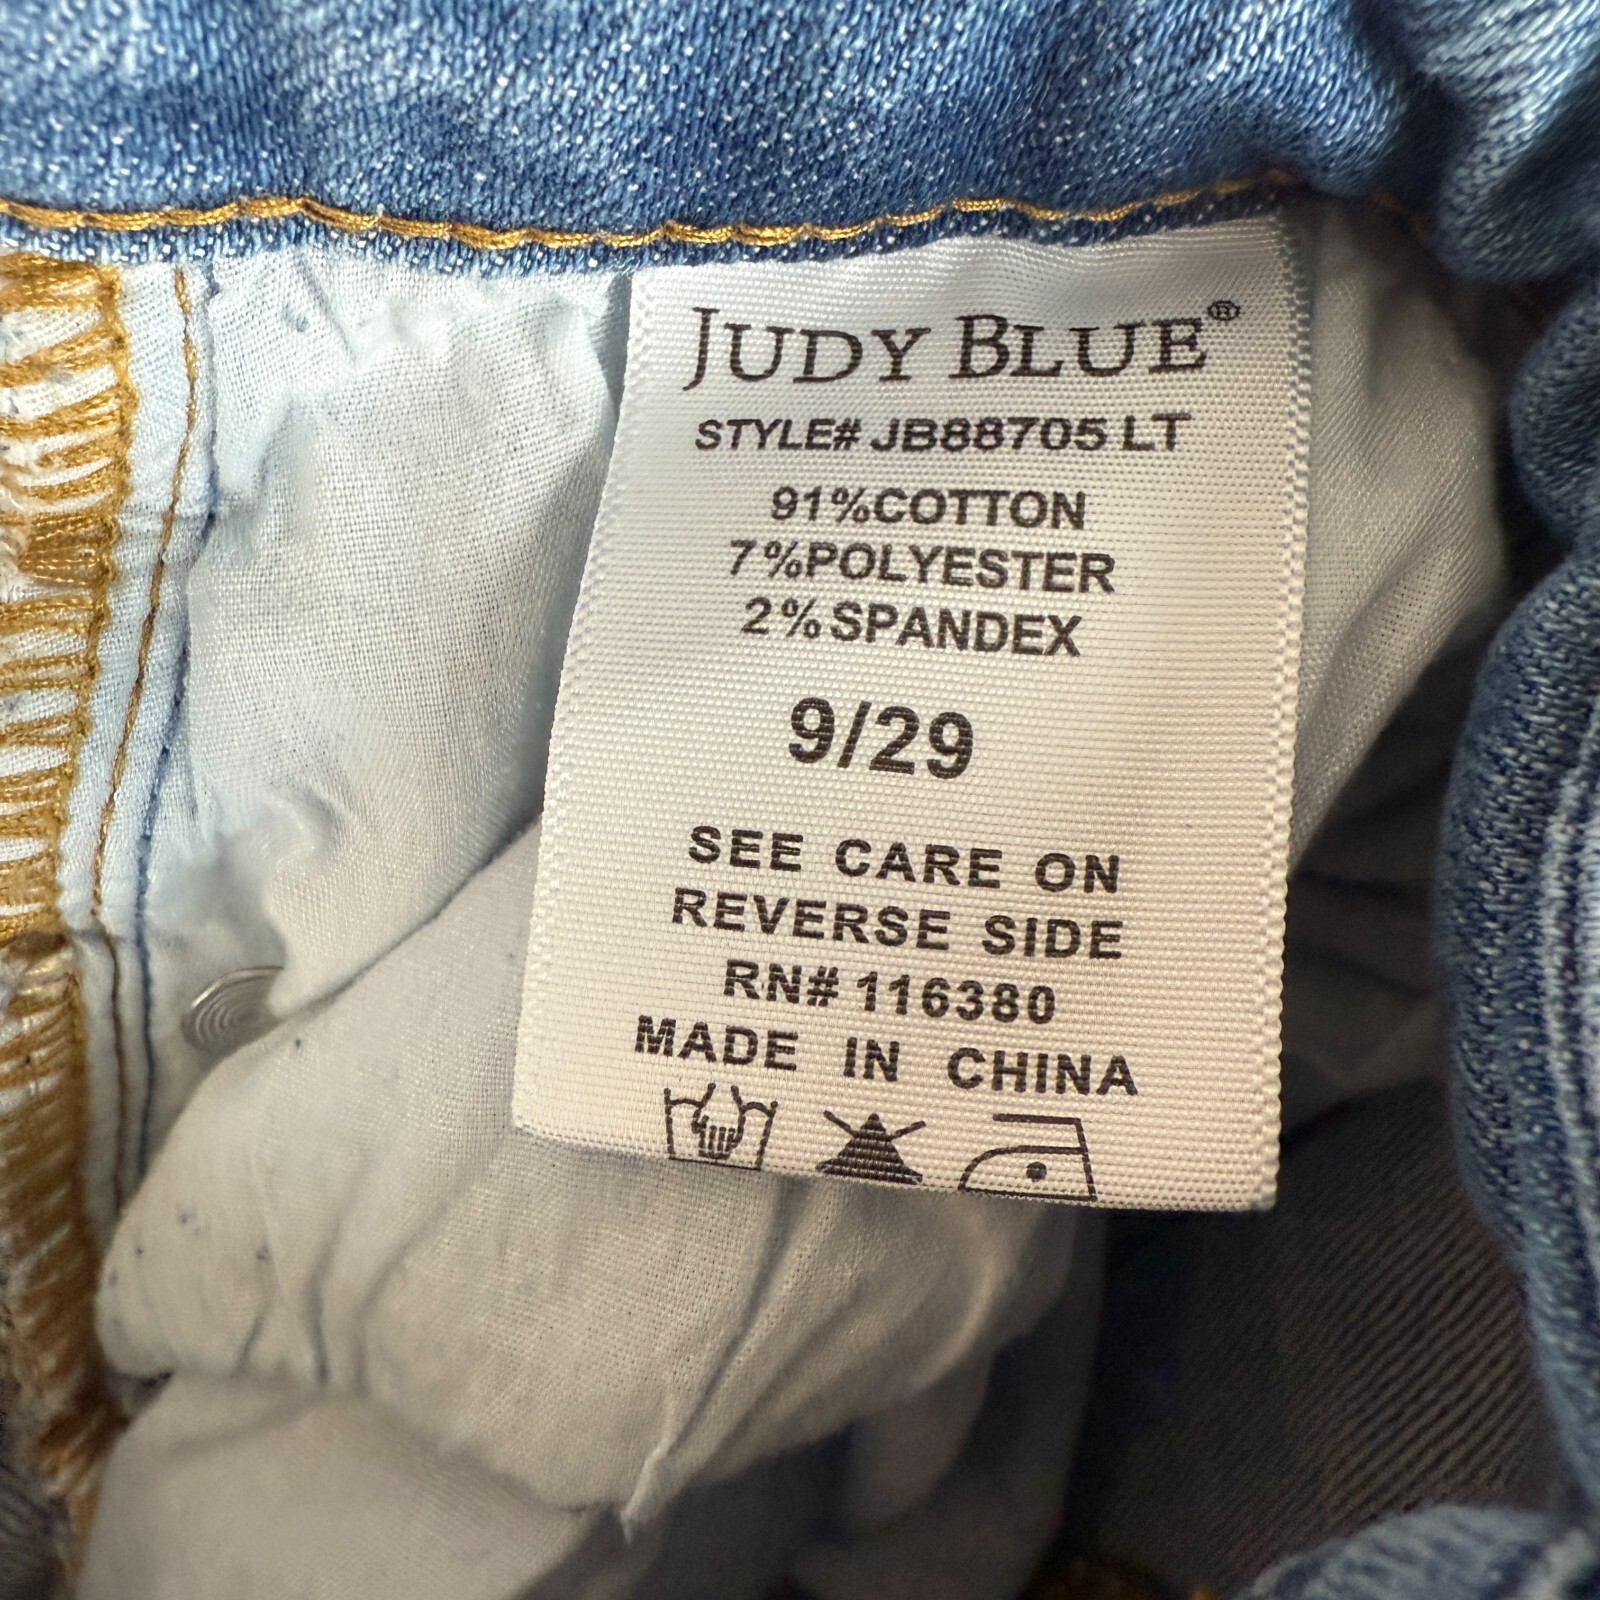 JUDY BLUE®
STYLE# JB88705 LT
91%COTTON
7%POLYESTER
2%SPANDEX
9/29
SEE CARE ON
REVERSE SIDE
RN# 116380
MADE IN CHINA